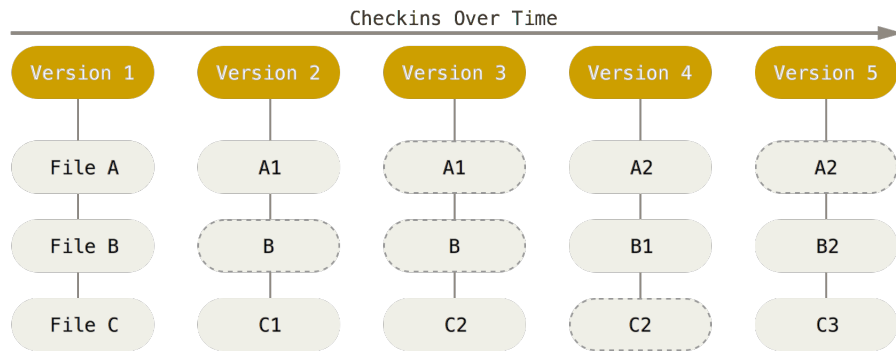 Checkins Over Time
Version 1 Version 2 Version 3 Version 4 Version 5
File A A1 A1 A2 A2
File B B B B1 B2
File C C1 C2 C2 C3